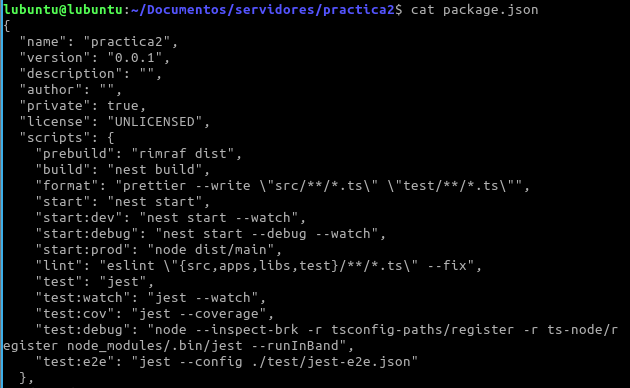 lubuntu@lubuntu:~/Documentos/servidores/practica2$ cat package.json
{
  "name": "practica2",
  "version": "0.0.1",
  "description": "",
  "author": "",
  "private": true,
  "license": "UNLICENSED",
  "scripts": {
    "prebuild": "rimraf dist",
    "build": "nest build",
    "format": "prettier --write \"src/**/*.ts\" \"test/**/*.ts\"",
    "start": "nest start",
    "start:dev": "nest start --watch",
    "start:debug": "nest start --debug --watch",
    "start:prod": "node dist/main",
    "lint": "eslint \"{src,apps,libs,test}/**/*.ts\" --fix",
    "test": "jest",
    "test:watch": "jest --watch",
    "test:cov": "jest --coverage",
    "test:debug": "node --inspect-brk -r tsconfig-paths/register -r ts-node/r
egister node_modules/.bin/jest --runInBand",
    "test:e2e": "jest --config ./test/jest-e2e.json"
  },